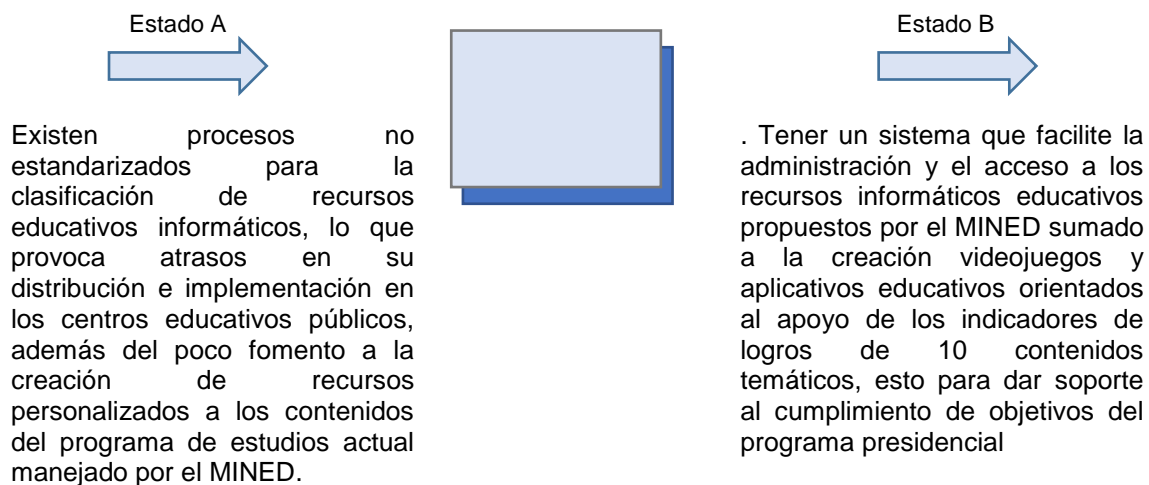 Estado A
Existen procesos no
estandarizados para la
clasificación de recursos
educativos informáticos, lo que
provoca atrasos en su
distribución e implementación en
los centros educativos públicos,
además del poco fomento a la
creación de recursos
personalizados a los contenidos
del programa de estudios actual
manejado por el MINED.
Estado B
. Tener un sistema que facilite la
administración y el acceso a los
recursos informáticos educativos
propuestos por el MINED sumado
a la creación videojuegos y
aplicativos educativos orientados
al apoyo de los indicadores de
logros de 10 contenidos
temáticos, esto para dar soporte
al cumplimiento de objetivos del
programa presidencial